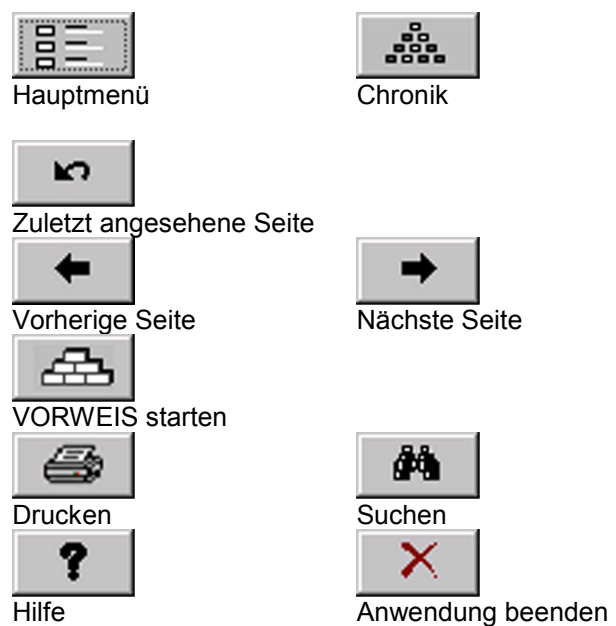 Hauptmenü
Chronik
Zuletzt angesehene Seite
Vorherige Seite
Nächste Seite
VORWEIS starten
Drucken
Suchen
Hilfe
Anwendung beenden